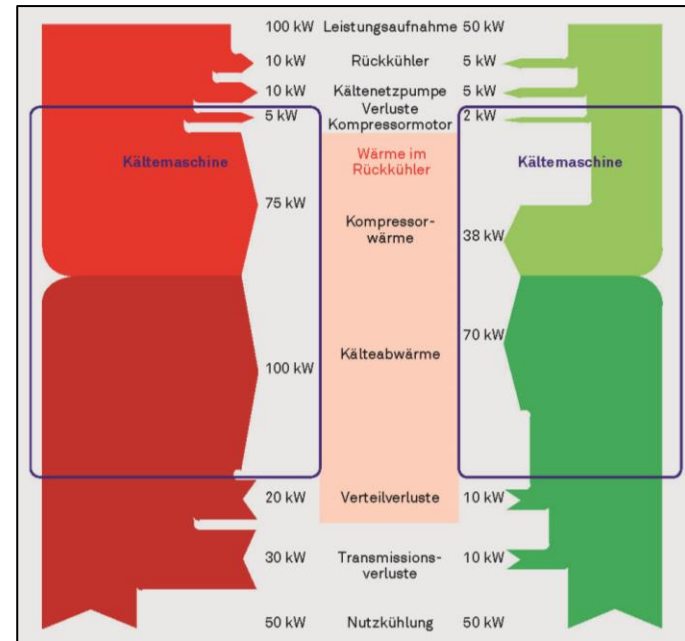 100 kW Leistungsaufnahme 50 kW
10 kW Rückkühler 5 kW
10 kW Kältenetzpumpe 5 kW
5 kW Verluste 2 kW
Kompressormotor
Kältemaschine Wärme im Kältemaschine
Rückkühler
75 kW Kompressor- 38 kW
wärme
70 kW
100 kW Kälteabwärme
20 kW Verteilverluste 10 kW
30 kW Transmissions- 10 kW
verluste
50 kW Nutzkühlung 50 kW